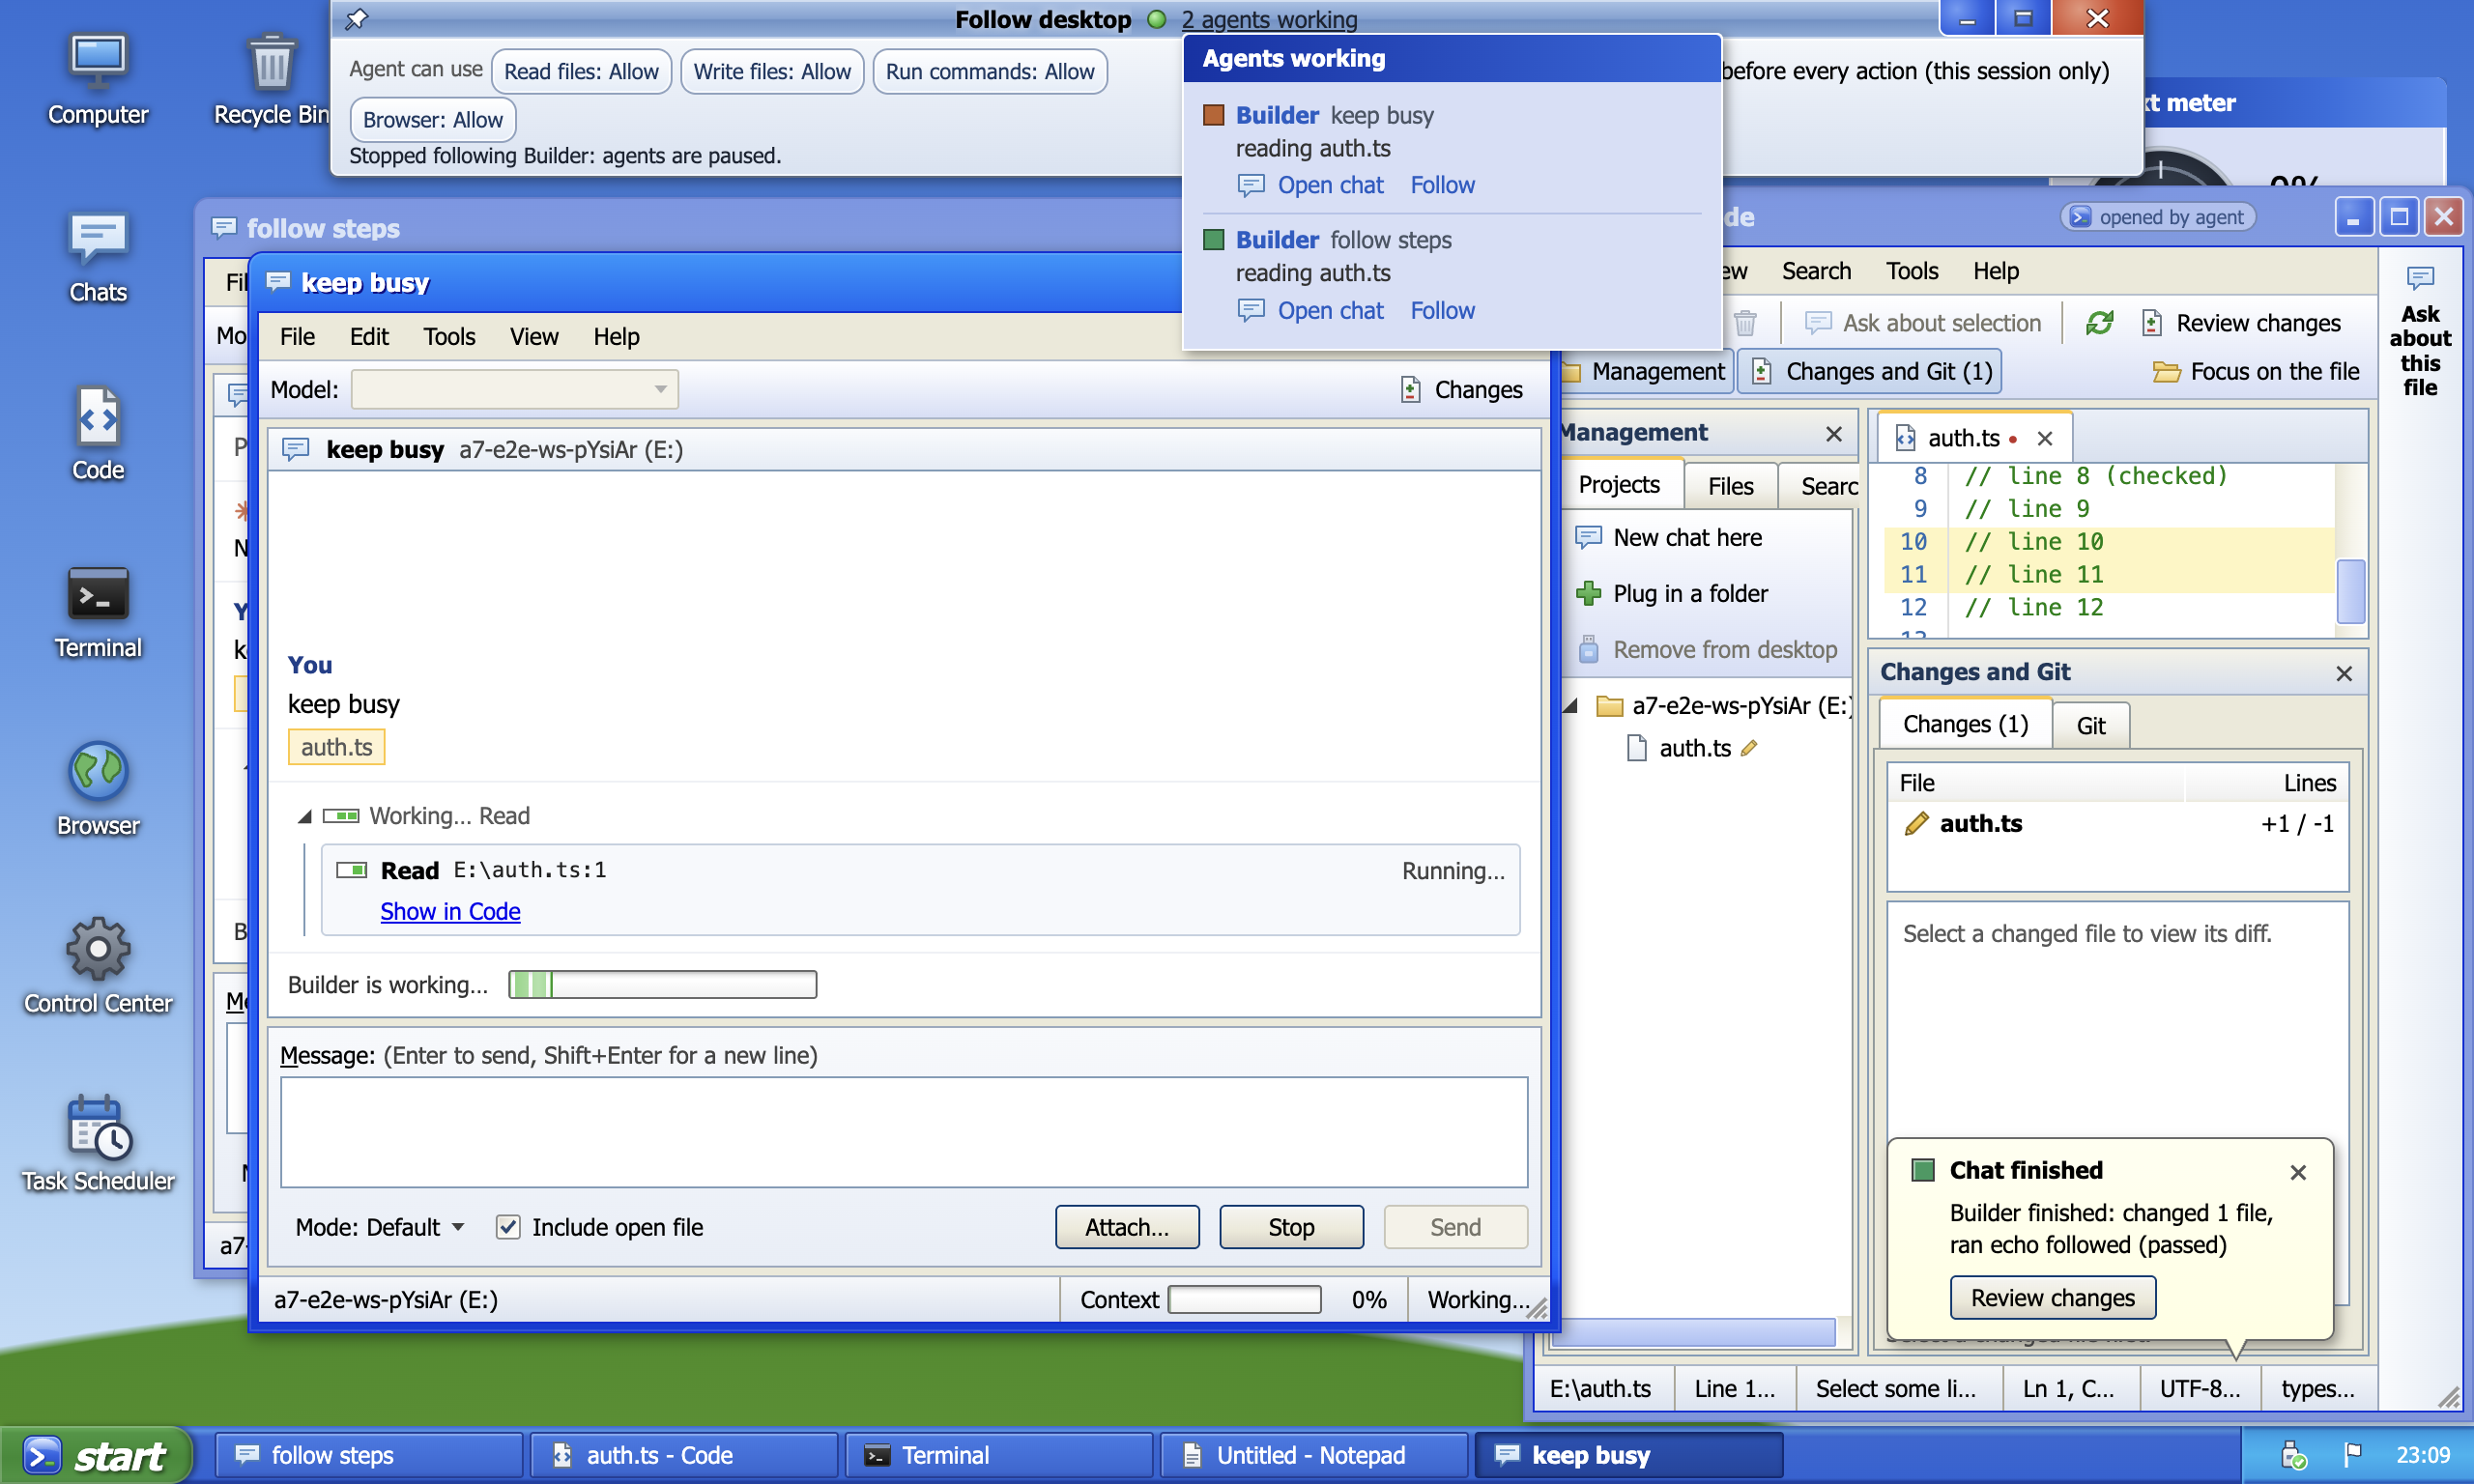 Follow desktop 2 agents working
Agent can use Read files: Allow Write files: Allow Run commands: Allow
before every action (this session only)
Browser: Allow
Stopped following Builder: agents are paused.
Agents working
Builder keep busy
reading auth.ts
Open chat Follow
Builder follow steps
reading auth.ts
Open chat Follow
Computer
Recycle Bin
Chats
Code
Terminal
Browser
Control Center
Task Scheduler
meter
follow steps
keep busy
File Edit Tools View Help
Model:
Changes
keep busy a7-e2e-ws-pYsiAr (E:)
You
keep busy
auth.ts
Working... Read
Read E:\auth.ts:1 Running...
Show in Code
Builder is working...
Message: (Enter to send, Shift+Enter for a new line)
Mode: Default Include open file Attach... Stop Send
a7-e2e-ws-pYsiAr (E:) Context 0% Working...
opened by agent
Search Tools Help
Ask about selection Review changes
Management Changes and Git (1) Focus on the file
Ask
about
this
file
Management
Projects Files Searc
New chat here
Plug in a folder
Remove from desktop
a7-e2e-ws-pYsiAr (E:)
auth.ts
auth.ts
8 // line 8 (checked)
9 // line 9
10 // line 10
11 // line 11
12 // line 12
Changes and Git
Changes (1) Git
File Lines
auth.ts +1 / -1
Select a changed file to view its diff.
Chat finished
Builder finished: changed 1 file,
ran echo followed (passed)
Review changes
E:\auth.ts Line 1... Select some li... Ln 1, C... UTF-8... types...
start follow steps auth.ts - Code Terminal Untitled - Notepad keep busy 23:09